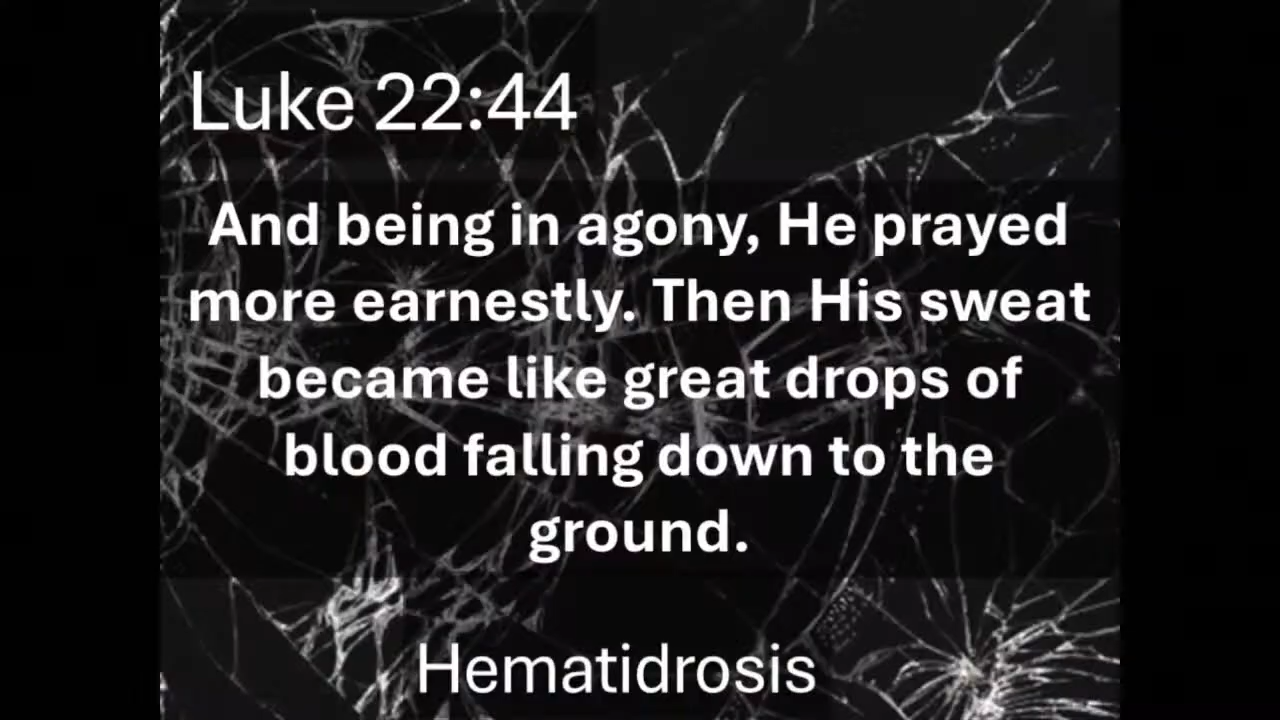 Luke 22:44
And being in agony, He prayed
more earnestly. Then His sweat
became like great drops of
blood falling down to the
ground.
Hematidrosis